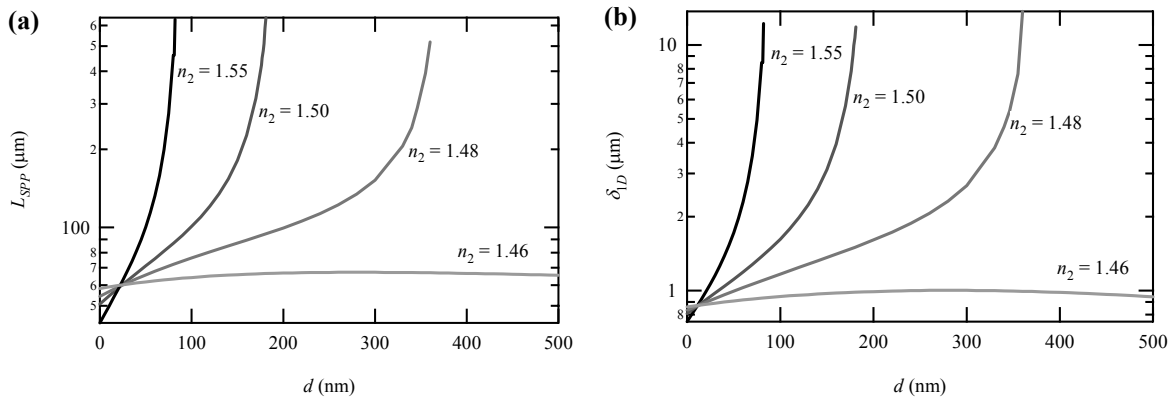 (a)
6
5
4
3
2
100
9
8
7
6
5
L_SPP (μm)
n₂ = 1.55
n₂ = 1.50
n₂ = 1.48
n₂ = 1.46
0 100 200 300 400 500
d (nm)
(b)
10
8
7
6
5
4
3
2
1
8
δ_1D (μm)
n₂ = 1.55
n₂ = 1.50
n₂ = 1.48
n₂ = 1.46
0 100 200 300 400 500
d (nm)